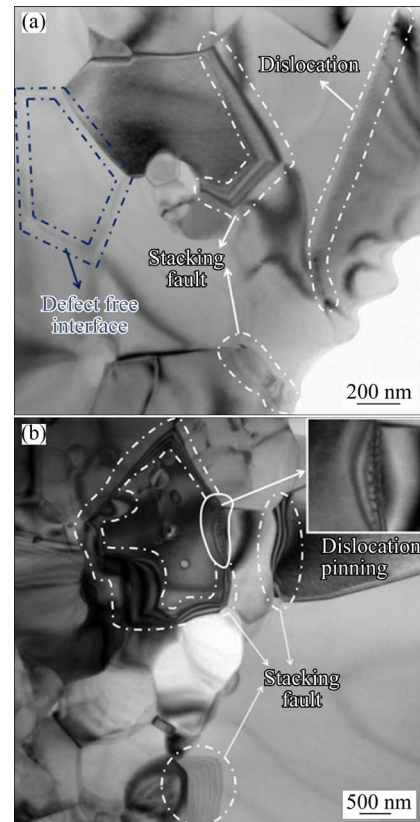 (a)
Dislocation
Stacking
fault
Defect free
interface
200 nm
(b)
Dislocation
pinning
Stacking
fault
500 nm